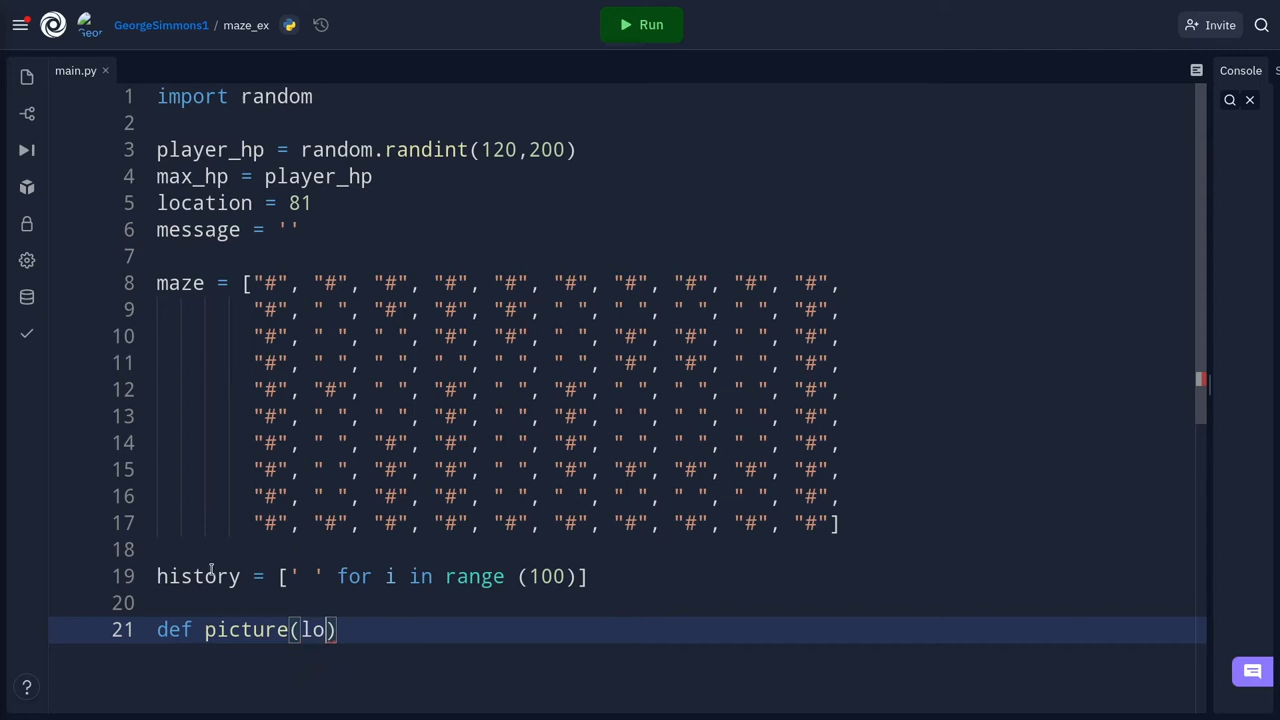 GeorgeSimmons1 / maze_ex
Run
Invite
main.py
Console
1 import random
2
3 player_hp = random.randint(120,200)
4 max_hp = player_hp
5 location = 81
6 message = ''
7
8 maze = ["#", "#", "#", "#", "#", "#", "#", "#", "#", "#",
9 "#", " ", "#", "#", "#", " ", " ", " ", " ", "#",
10 "#", " ", " ", "#", "#", " ", "#", "#", " ", "#",
11 "#", " ", " ", " ", " ", " ", "#", "#", " ", "#",
12 "#", "#", " ", "#", " ", "#", " ", " ", " ", "#",
13 "#", " ", " ", "#", " ", "#", " ", " ", " ", "#",
14 "#", " ", "#", "#", " ", "#", " ", " ", " ", "#",
15 "#", " ", "#", "#", " ", "#", "#", "#", "#", "#",
16 "#", " ", "#", "#", " ", " ", " ", " ", " ", "#",
17 "#", "#", "#", "#", "#", "#", "#", "#", "#", "#"]
18
19 history = [' ' for i in range (100)]
20
21 def picture(lo)
?